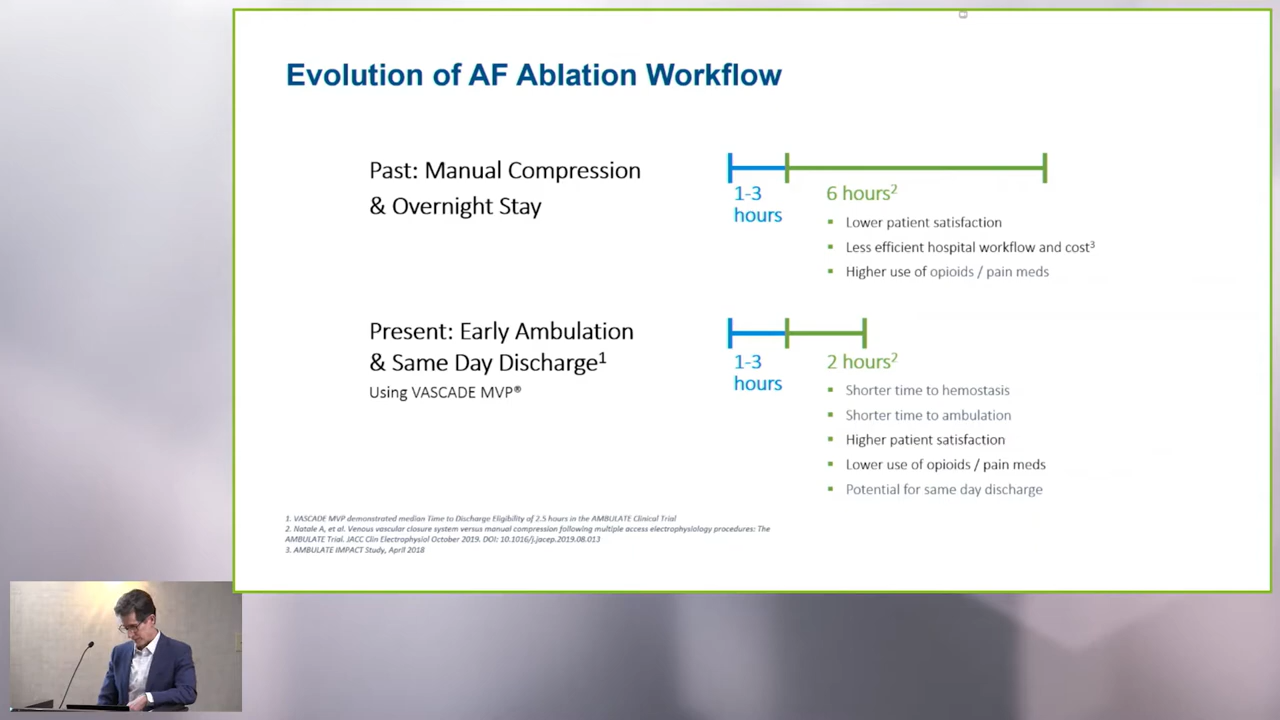 Evolution of AF Ablation Workflow
Past: Manual Compression
& Overnight Stay
1-3
hours
6 hours²
Lower patient satisfaction
Less efficient hospital workflow and cost³
Higher use of opioids / pain meds
Present: Early Ambulation
& Same Day Discharge¹
Using VASCADE MVP®
1-3
hours
2 hours²
Shorter time to hemostasis
Shorter time to ambulation
Higher patient satisfaction
Lower use of opioids / pain meds
Potential for same day discharge
1. VASCADE MVP demonstrated median Time to Discharge Eligibility of 2.5 hours in the AMBULATE Clinical Trial
2. Natale A, et al. Venous vascular closure system versus manual compression following multiple access electrophysiology procedures: The
AMBULATE Trial. JACC Clin Electrophysiol October 2019. DOI: 10.1016/j.jacep.2019.08.013
3. AMBULATE IMPACT Study, April 2018